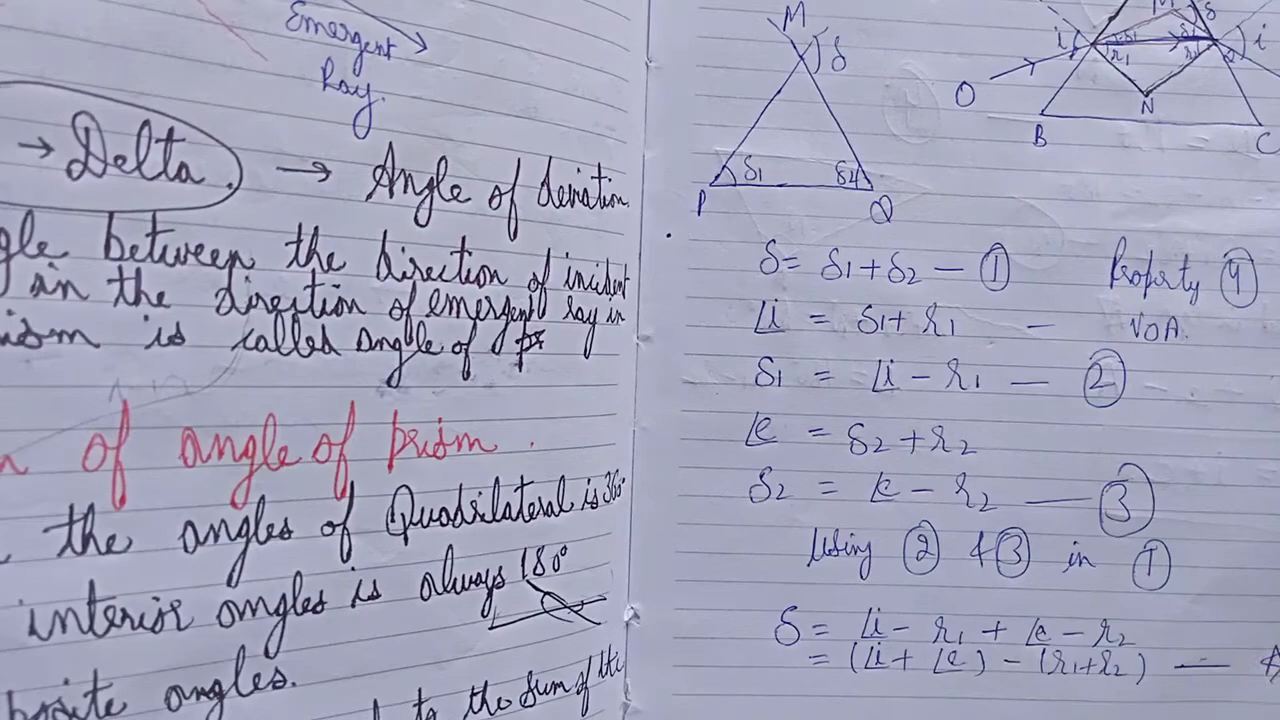 Emergent
Ray.
→ Delta. → Angle of deviation
gle between the direction of incident
in the direction of emergent ray in
ism is called angle of
of angle of prism.
the angles of Quadrilateral is 360°
interior angles is always 180°
posite angles.
to the sum of the
M
δ
δ1 δ2
P Q
M δ
i δ1 i
r1
O
N
B C
δ = δ1 + δ2 — ① Property ④
∠i = δ1 + r1 — VOA.
δ1 = ∠i - r1 — ②
∠e = δ2 + r2
δ2 = ∠e - r2 — ③
Using ② & ③ in ①
δ = ∠i - r1 + ∠e - r2
= (∠i + ∠e) - (r1 + r2) —